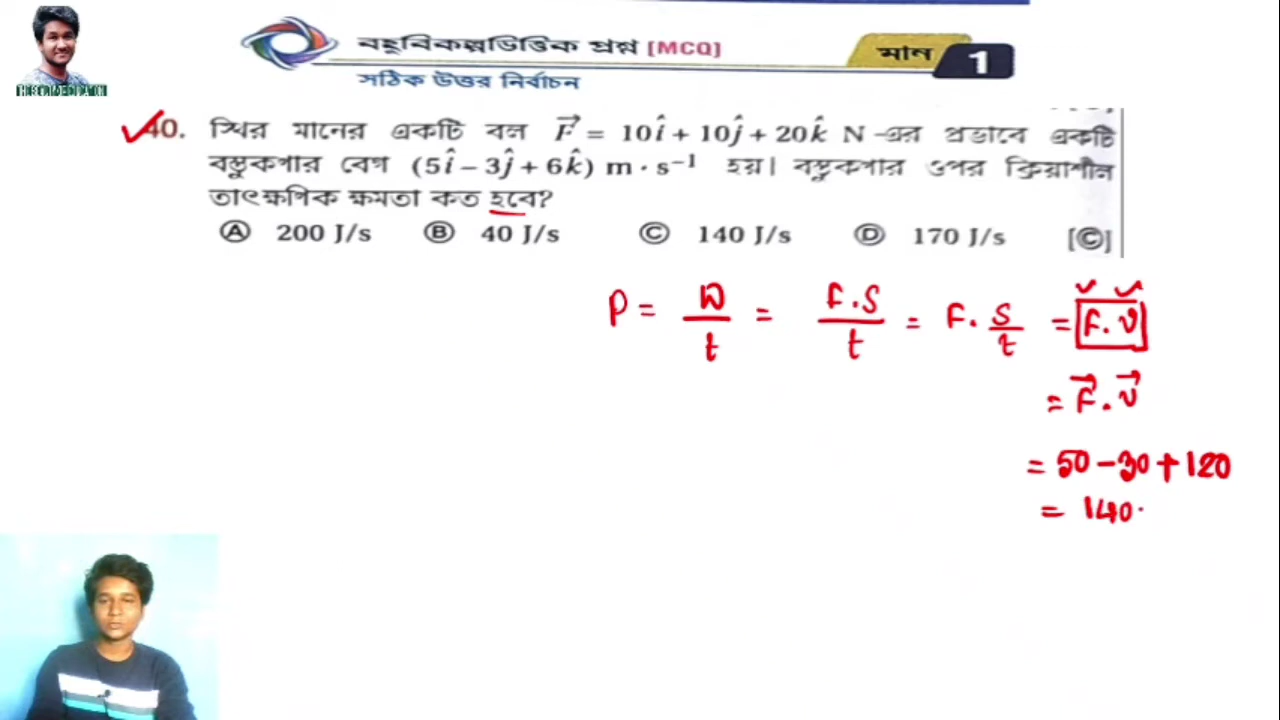 বহুবিকল্পভিত্তিক প্রশ্ন [MCQ]
মান 1
সঠিক উত্তর নির্বাচন
40. স্থির মানের একটি বল F⃗ = 10î + 10ĵ + 20k̂ N -এর প্রভাবে একটি
বস্তুকণার বেগ (5î – 3ĵ + 6k̂) m · s⁻¹ হয়। বস্তুকণার ওপর ক্রিয়াশীল
তাৎক্ষণিক ক্ষমতা কত হবে?
Ⓐ 200 J/s Ⓑ 40 J/s Ⓒ 140 J/s Ⓓ 170 J/s [Ⓒ]
P = W/t = F.S/t = F. S/t = F. v
= F⃗ . v⃗
= 50 - 30 + 120
= 140.